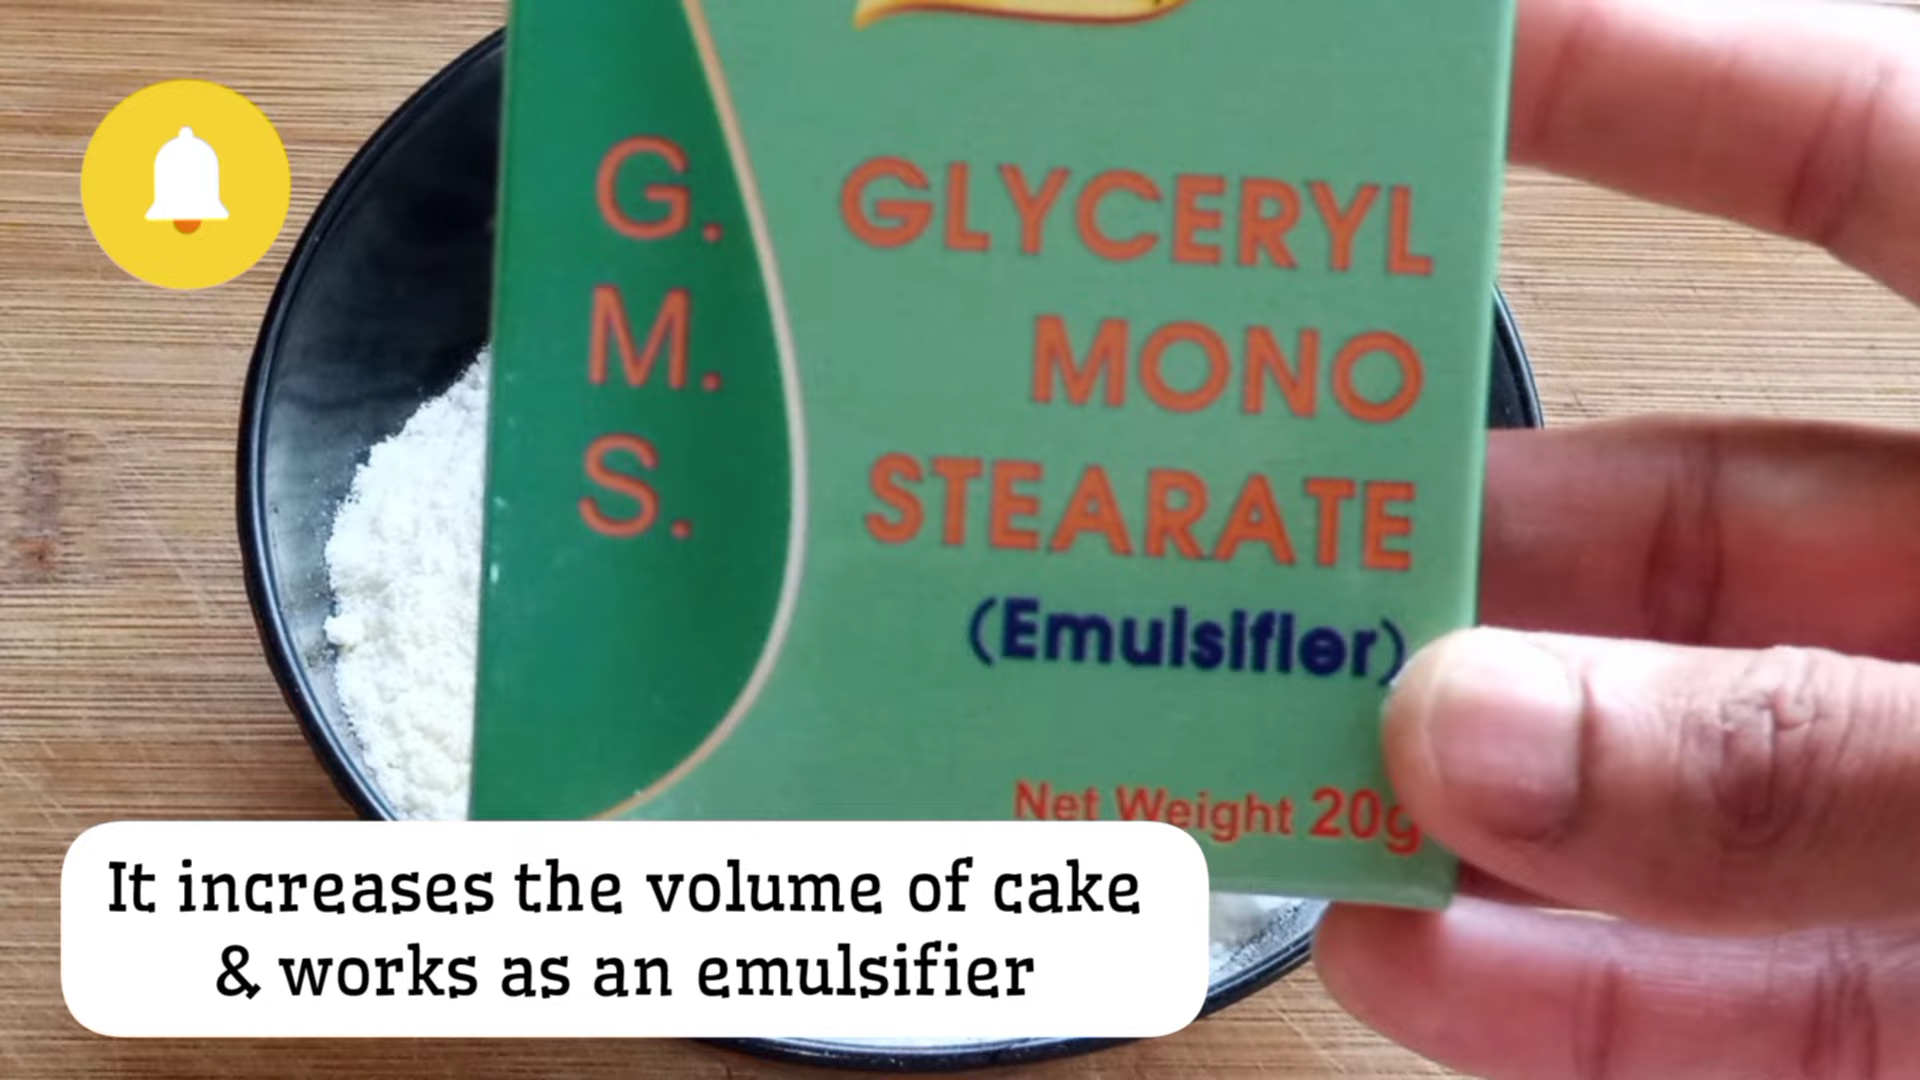 G.
M.
S.
GLYCERYL
MONO
STEARATE
(Emulsifier)
Net Weight 20g
It increases the volume of cake
& works as an emulsifier